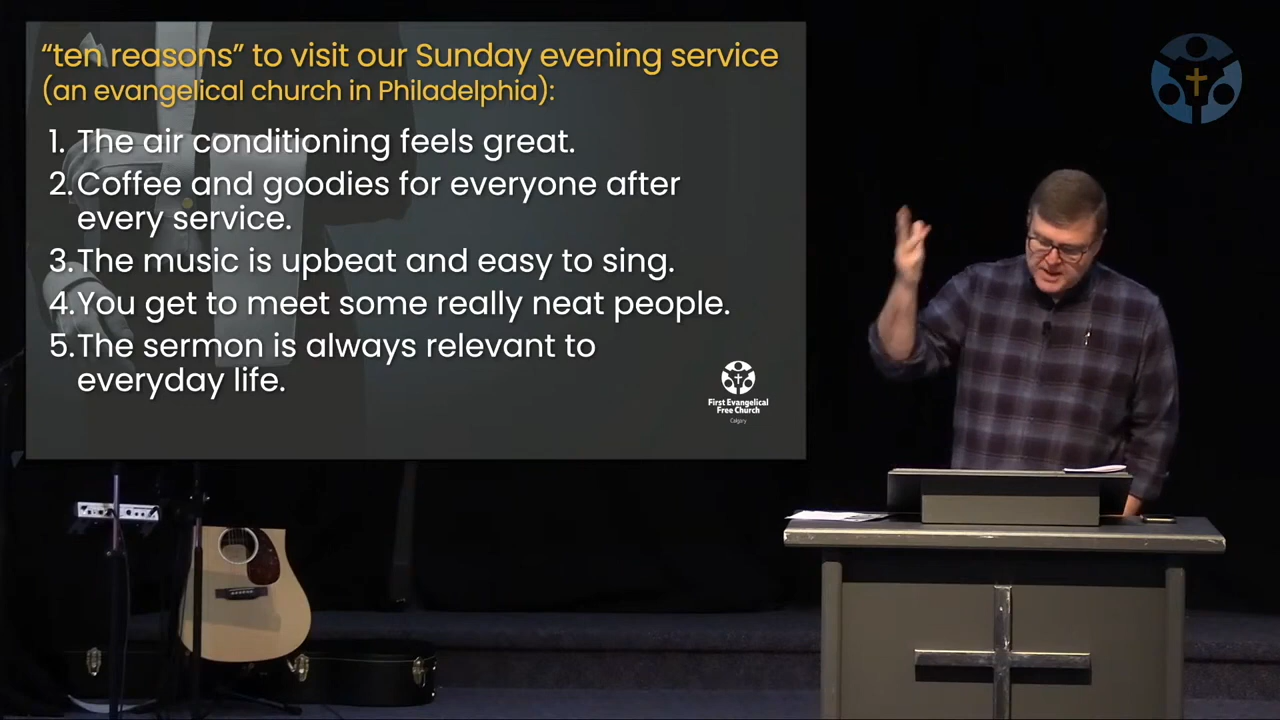 “ten reasons” to visit our Sunday evening service
(an evangelical church in Philadelphia):
1. The air conditioning feels great.
2. Coffee and goodies for everyone after
every service.
3. The music is upbeat and easy to sing.
4. You get to meet some really neat people.
5. The sermon is always relevant to
everyday life.
First Evangelical
Free Church
Calgary